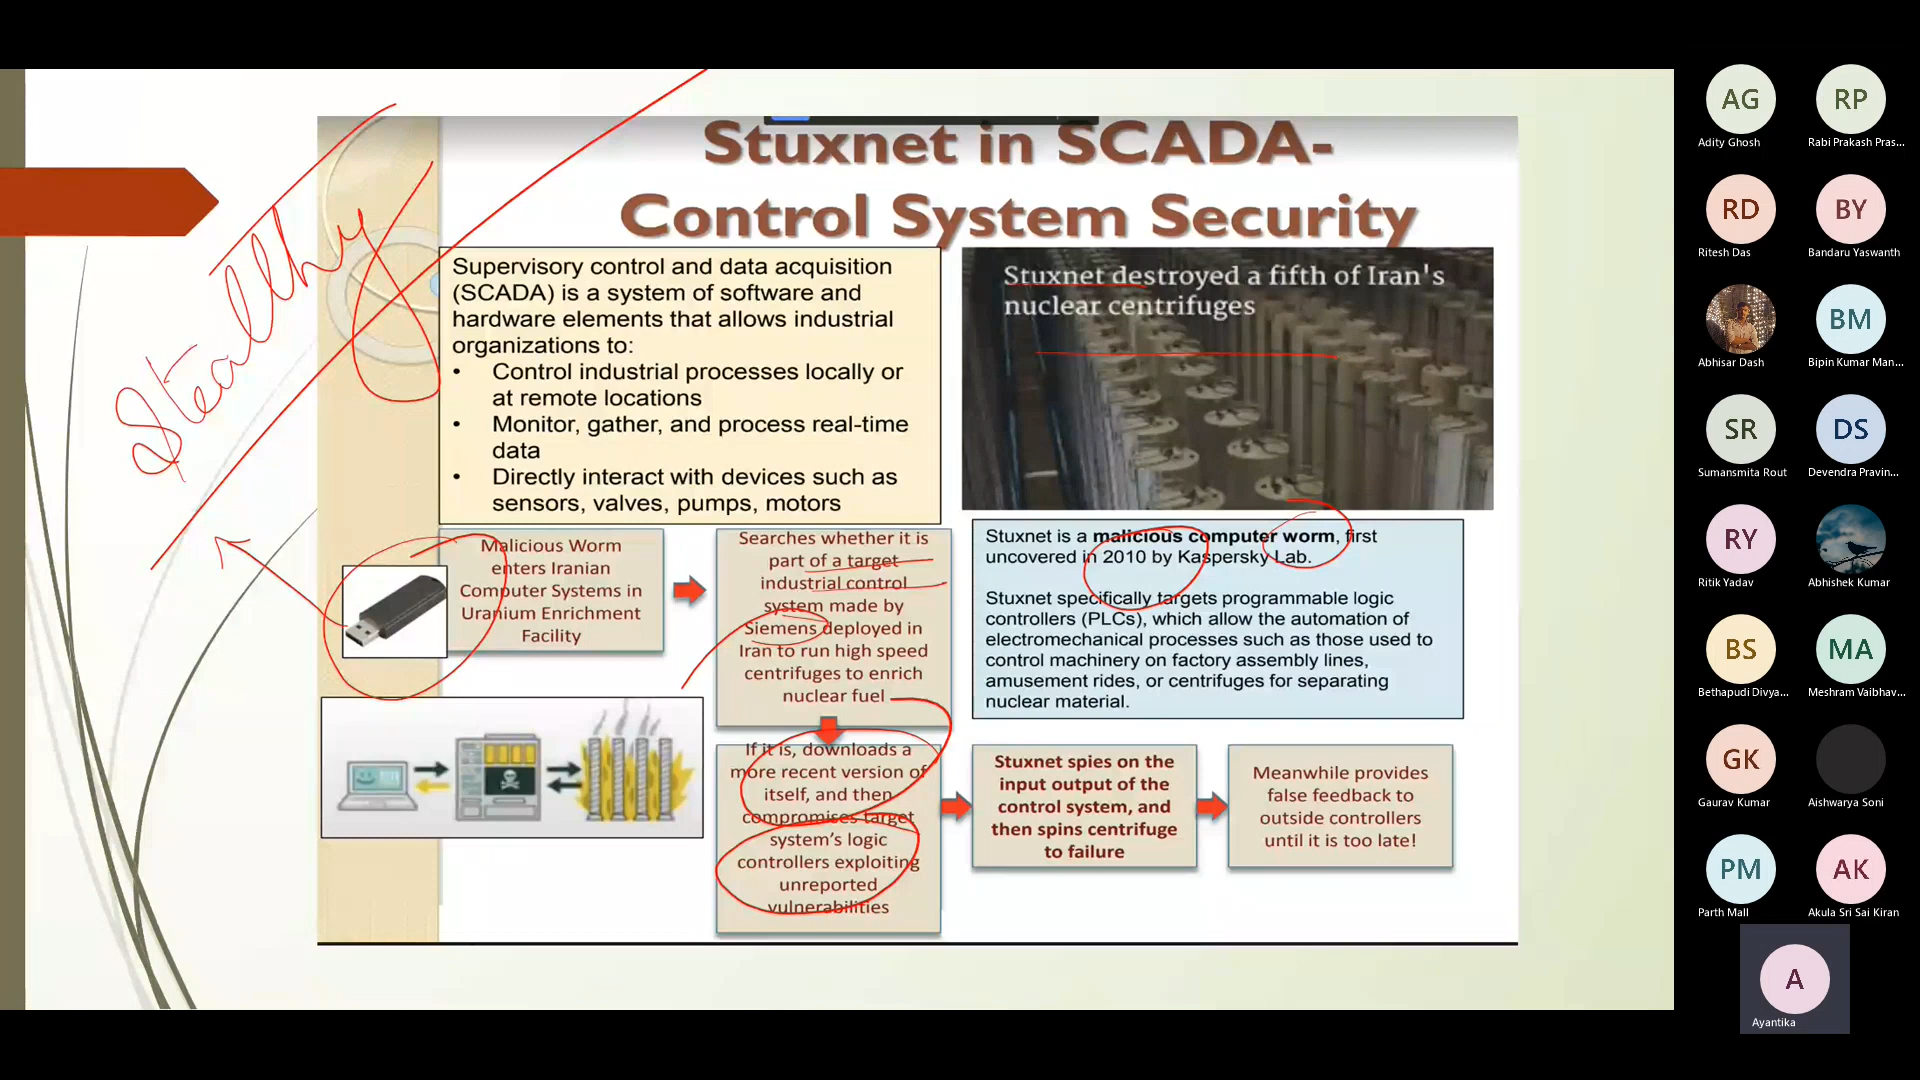 Stuxnet in SCADA-
Control System Security
Stealthy
Supervisory control and data acquisition
(SCADA) is a system of software and
hardware elements that allows industrial
organizations to:
• Control industrial processes locally or
at remote locations
• Monitor, gather, and process real-time
data
• Directly interact with devices such as
sensors, valves, pumps, motors
Stuxnet destroyed a fifth of Iran's
nuclear centrifuges
Malicious Worm
enters Iranian
Computer Systems in
Uranium Enrichment
Facility
Searches whether it is
part of a target
industrial control
system made by
Siemens deployed in
Iran to run high speed
centrifuges to enrich
nuclear fuel
Stuxnet is a malicious computer worm, first
uncovered in 2010 by Kaspersky Lab.
Stuxnet specifically targets programmable logic
controllers (PLCs), which allow the automation of
electromechanical processes such as those used to
control machinery on factory assembly lines,
amusement rides, or centrifuges for separating
nuclear material.
If it is, downloads a
more recent version of
itself, and then
compromises target
system's logic
controllers exploiting
unreported
vulnerabilities
Stuxnet spies on the
input output of the
control system, and
then spins centrifuge
to failure
Meanwhile provides
false feedback to
outside controllers
until it is too late!
AG
Adity Ghosh
RP
Rabi Prakash Pras...
RD
Ritesh Das
BY
Bandaru Yaswanth
Abhisar Dash
BM
Bipin Kumar Man...
SR
Sumansmita Rout
DS
Devendra Pravin...
RY
Ritik Yadav
Abhishek Kumar
BS
Bethapudi Divya...
MA
Meshram Vaibhav...
GK
Gaurav Kumar
Aishwarya Soni
PM
Parth Mall
AK
Akula Sri Sai Kiran
A
Ayantika